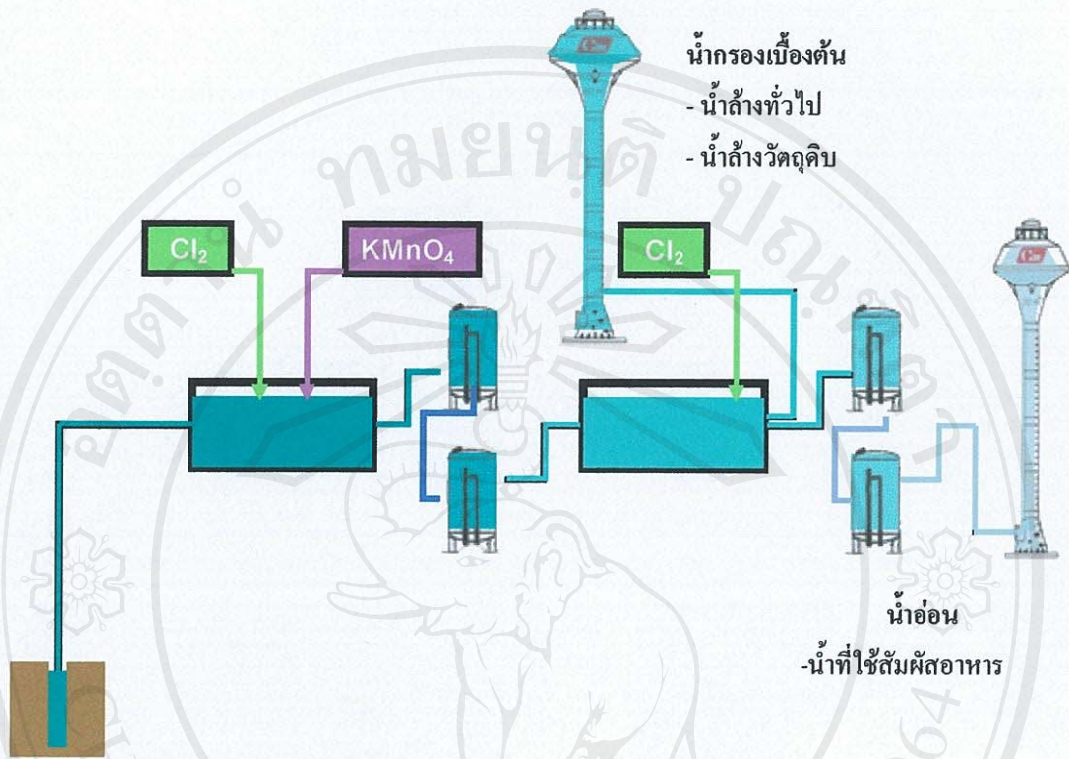 น้ำกรองเบื้องต้น
- น้ำล้างทั่วไป
- น้ำล้างวัตถุดิบ
Cl₂
KMnO₄
Cl₂
น้ำอ่อน
-น้ำที่ใช้สัมผัสอาหาร
64